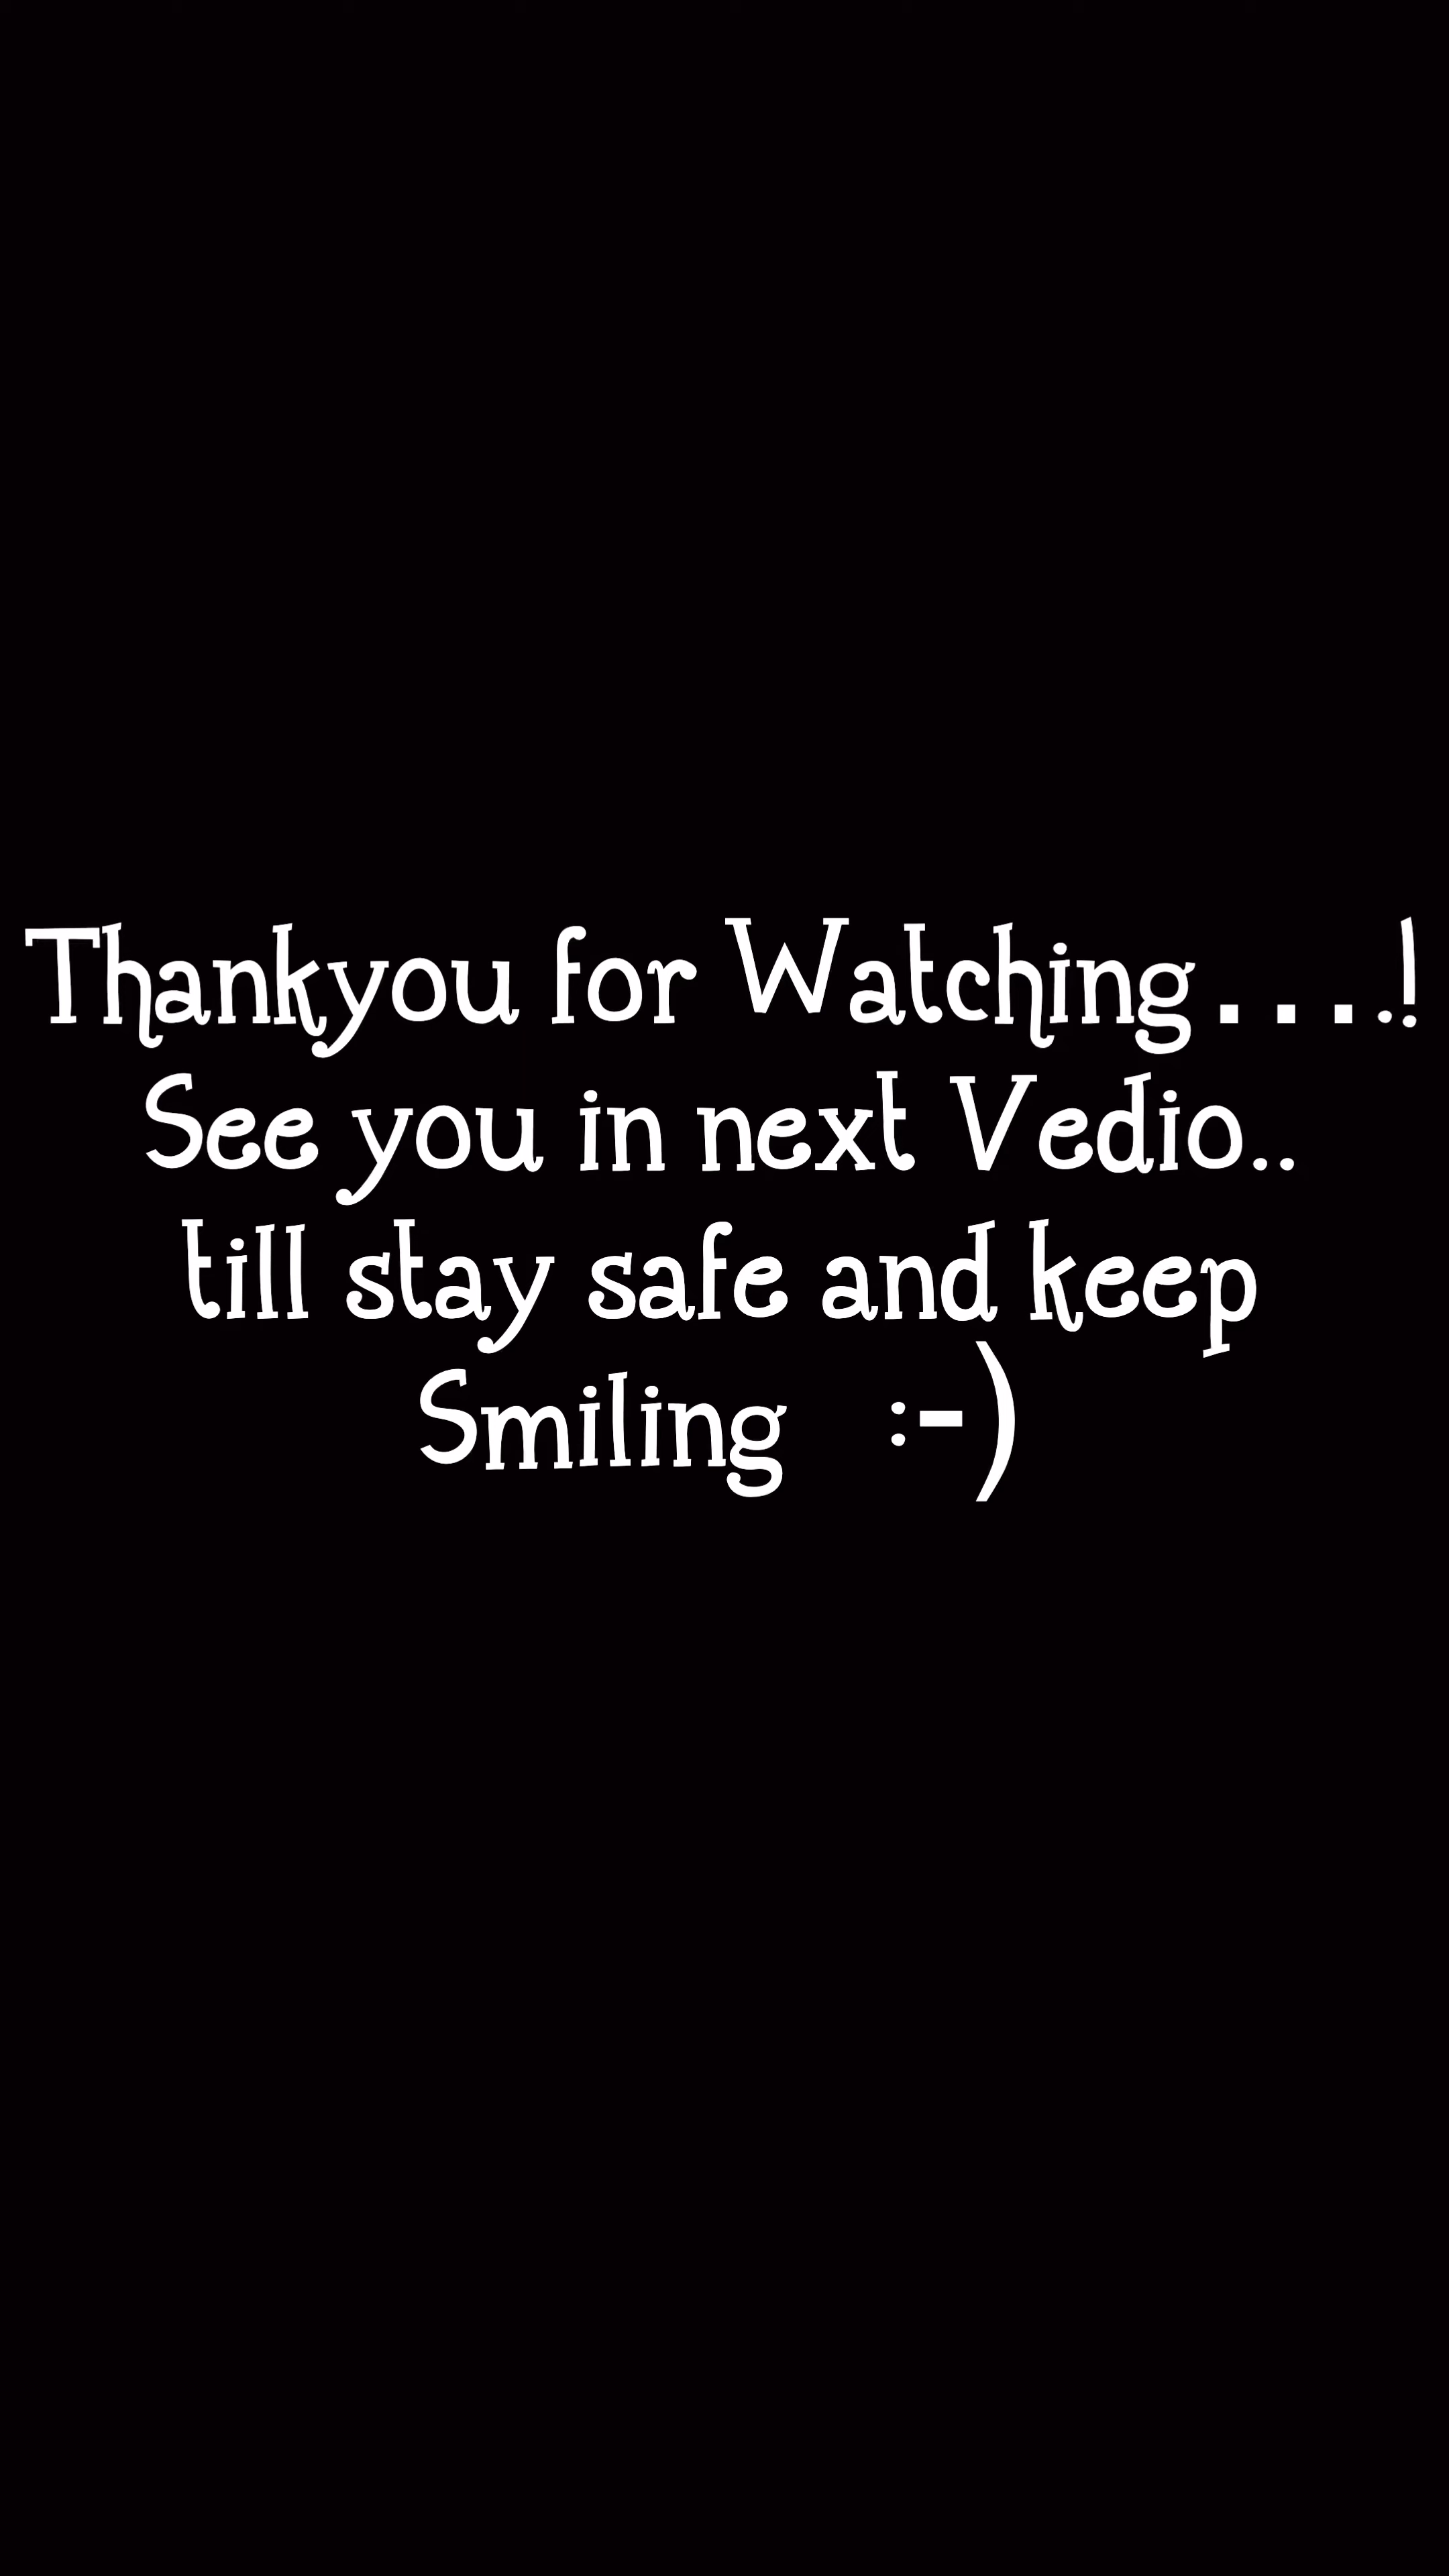 Thankyou for Watching....!
See you in next Vedio..
till stay safe and keep
Smiling :-)